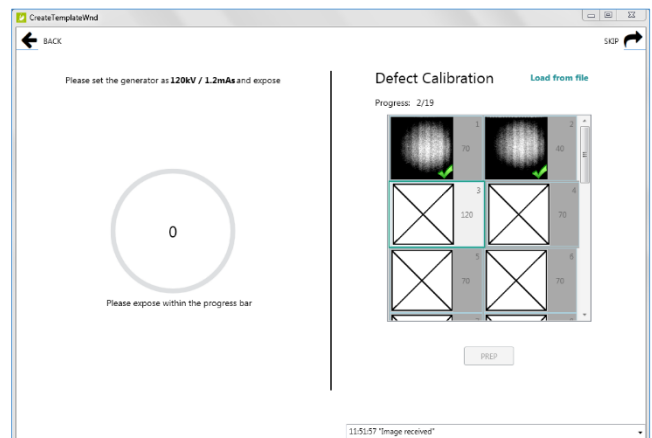 CreateTemplateWnd
BACK
SKIP
Please set the generator as 120kV / 1.2mAs and expose
0
Please expose within the progress bar
Defect Calibration
Load from file
Progress: 2/19
1
70
2
40
3
120
4
70
5
70
6
70
PREP
11:51:57 "Image received"